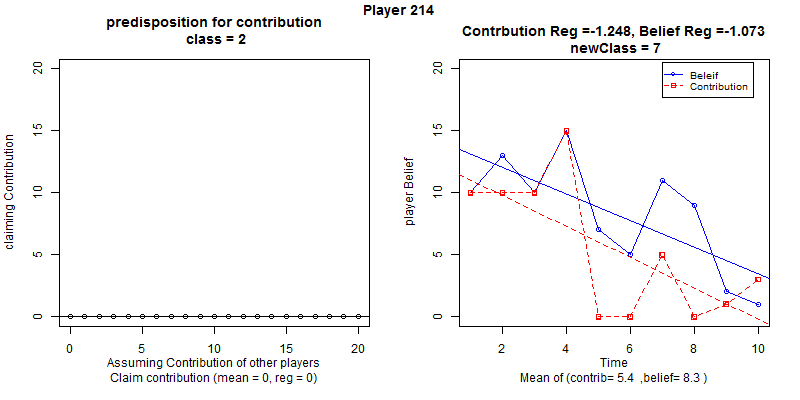 Player 214
predisposition for contribution
class = 2
claiming Contribution
20
15
10
5
0
0 5 10 15 20
Assuming Contribution of other players
Claim contribution (mean = 0, reg = 0)
Contrbution Reg =-1.248, Belief Reg =-1.073
newClass = 7
Beleif
Contribution
player Belief
20
15
10
5
0
2 4 6 8 10
Time
Mean of (contrib= 5.4 ,belief= 8.3 )